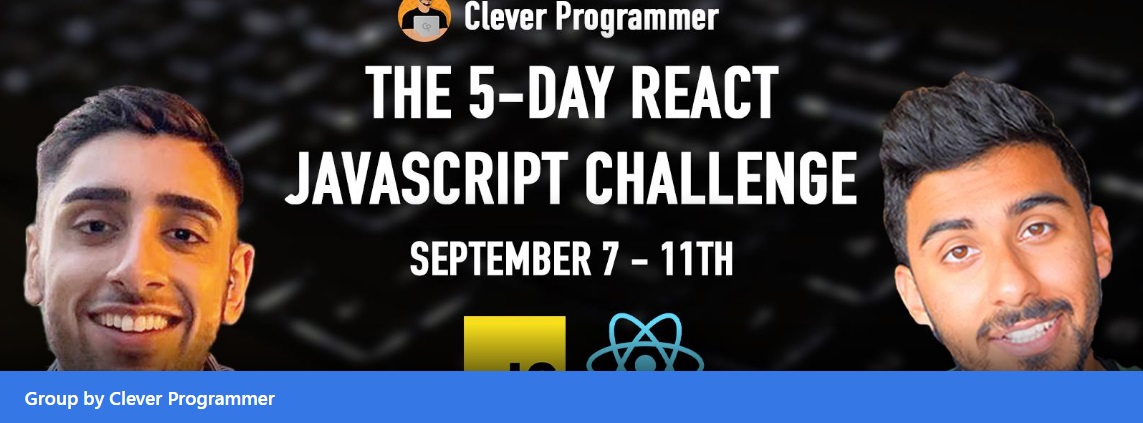 Clever Programmer
THE 5-DAY REACT
JAVASCRIPT CHALLENGE
SEPTEMBER 7 - 11TH
Group by Clever Programmer